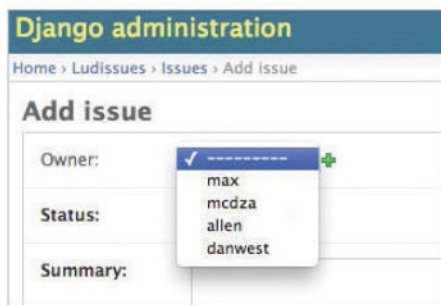 Django administration
Home › Ludissues › Issues › Add issue
Add issue
Owner:
✓ ---------
max
mcdza
allen
danwest
Status:
Summary: